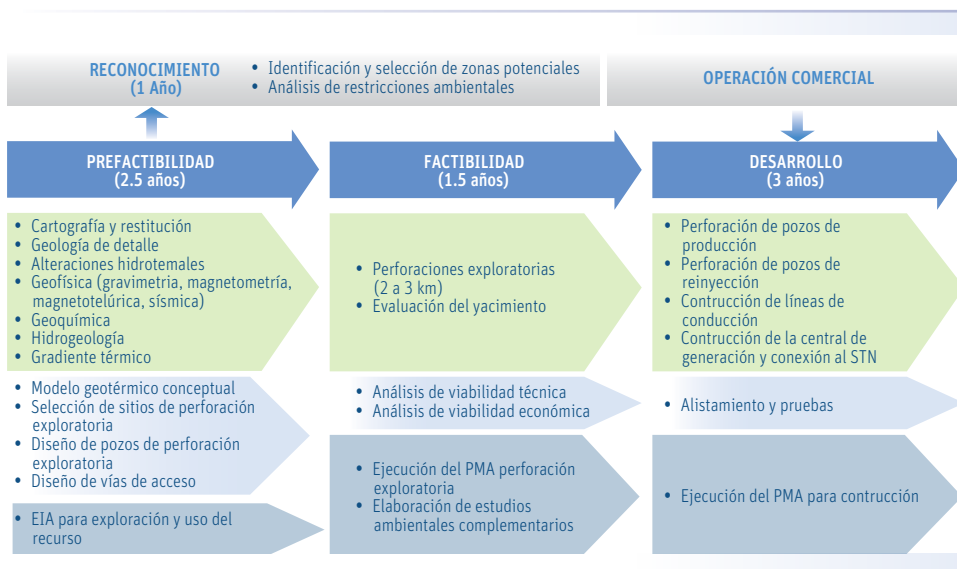 RECONOCIMIENTO
(1 Año)
• Identificación y selección de zonas potenciales
• Análisis de restricciones ambientales
OPERACIÓN COMERCIAL
PREFACTIBILIDAD
(2.5 años)
FACTIBILIDAD
(1.5 años)
DESARROLLO
(3 años)
• Cartografía y restitución
• Geología de detalle
• Alteraciones hidrotemales
• Geofísica (gravimetria, magnetometría,
magnetotelúrica, sísmica)
• Geoquímica
• Hidrogeología
• Gradiente térmico
• Perforaciones exploratorias
(2 a 3 km)
• Evaluación del yacimiento
• Perforación de pozos de
producción
• Perforación de pozos de
reinyección
• Contrucción de líneas de
conducción
• Contrucción de la central de
generación y conexión al STN
• Modelo geotérmico conceptual
• Selección de sitios de perforación
exploratoria
• Diseño de pozos de perforación
exploratoria
• Diseño de vías de acceso
• Análisis de viabilidad técnica
• Análisis de viabilidad económica
• Alistamiento y pruebas
• EIA para exploración y uso del
recurso
• Ejecución del PMA perforación
exploratoria
• Elaboración de estudios
ambientales complementarios
• Ejecución del PMA para contrucción